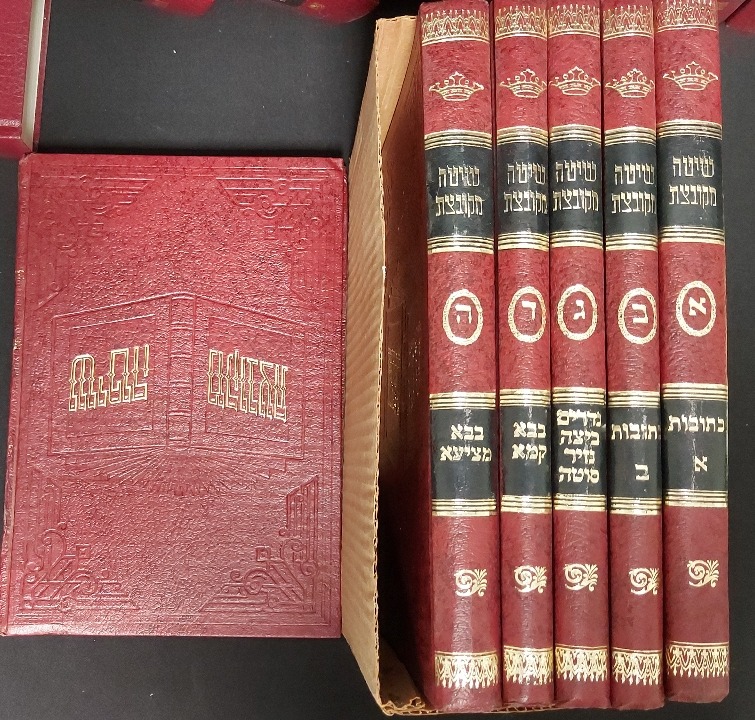 שיטה
מקובצת
א
כתובות
א
שיטה
מקובצת
ב
כתובות
ב
שיטה
מקובצת
ג
נדרים
ביצה
נזיר
סוטה
שיטה
מקובצת
ד
בבא
קמא
שיטה
מקובצת
ה
בבא
מציעא